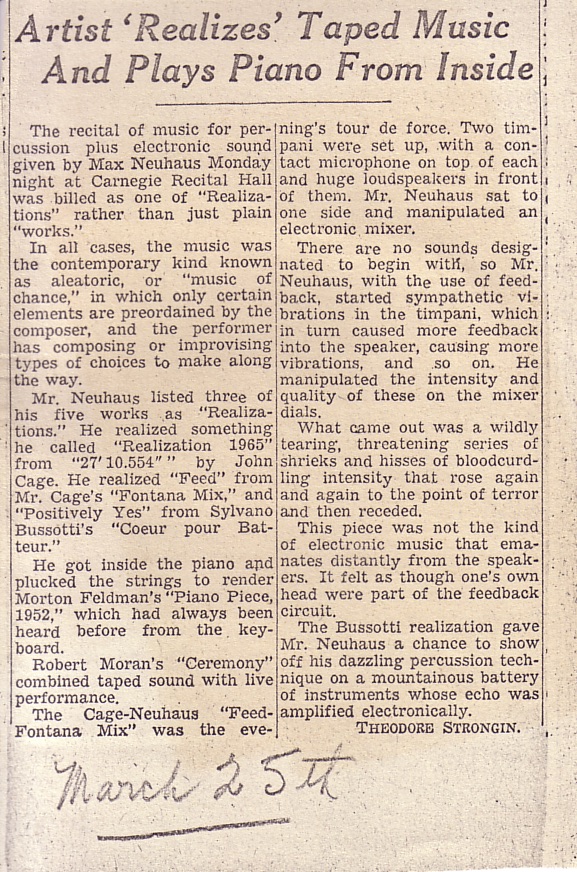 Artist ‘Realizes’ Taped Music
And Plays Piano From Inside
The recital of music for per-
cussion plus electronic sound
given by Max Neuhaus Monday
night at Carnegie Recital Hall
was billed as one of “Realiza-
tions” rather than just plain
“works.”
In all cases, the music was
the contemporary kind known
as aleatoric, or “music of
chance,” in which only certain
elements are preordained by the
composer, and the performer
has composing or improvising
types of choices to make along
the way.
Mr. Neuhaus listed three of
his five works as “Realiza-
tions.” He realized something
he called “Realization 1965”
from “27′ 10.554″ ” by John
Cage. He realized “Feed” from
Mr. Cage's “Fontana Mix,” and
“Positively Yes” from Sylvano
Bussotti's “Coeur pour Bat-
teur.”
He got inside the piano and
plucked the strings to render
Morton Feldman's “Piano Piece,
1952,” which had always been
heard before from the key-
board.
Robert Moran's “Ceremony”
combined taped sound with live
performance.
The Cage-Neuhaus “Feed-
Fontana Mix” was the eve-
ning's tour de force. Two tim-
pani were set up, with a con-
tact microphone on top of each
and huge loudspeakers in front
of them. Mr. Neuhaus sat to
one side and manipulated an
electronic mixer.
There are no sounds desig-
nated to begin with, so Mr.
Neuhaus, with the use of feed-
back, started sympathetic vi-
brations in the timpani, which
in turn caused more feedback
into the speaker, causing more
vibrations, and so on. He
manipulated the intensity and
quality of these on the mixer
dials.
What came out was a wildly
tearing, threatening series of
shrieks and hisses of bloodcurd-
ling intensity that rose again
and again to the point of terror
and then receded.
This piece was not the kind
of electronic music that ema-
nates distantly from the speak-
ers. It felt as though one's own
head were part of the feedback
circuit.
The Bussotti realization gave
Mr. Neuhaus a chance to show
off his dazzling percussion tech-
nique on a mountainous battery
of instruments whose echo was
amplified electronically.
THEODORE STRONGIN.
March 25th